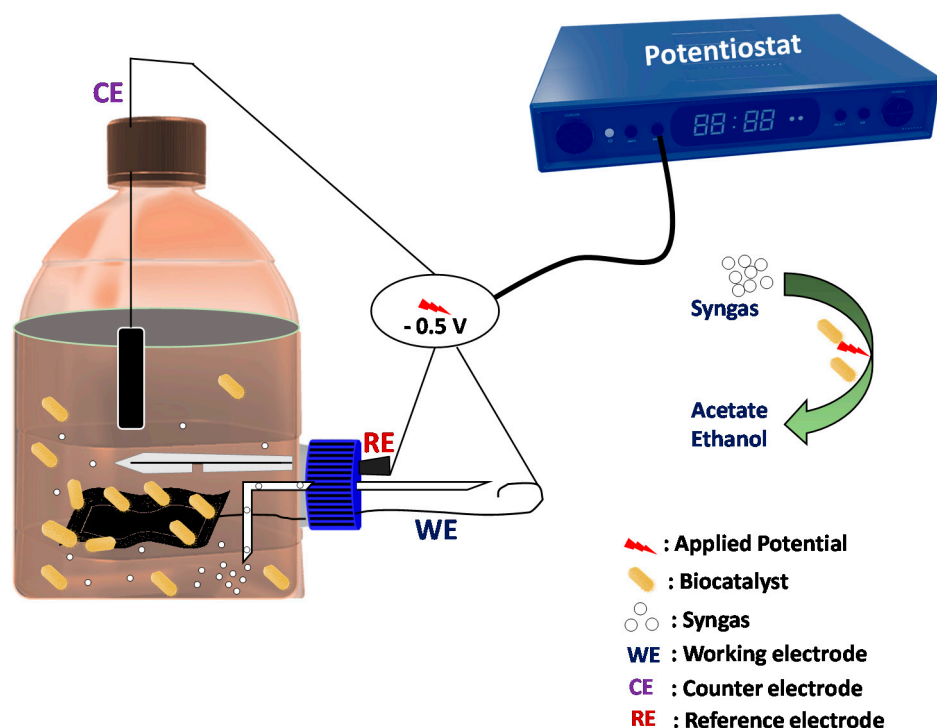 Potentiostat
CE
- 0.5 V
Syngas
Acetate
Ethanol
RE
WE
: Applied Potential
: Biocatalyst
: Syngas
WE : Working electrode
CE : Counter electrode
RE : Reference electrode
88:88